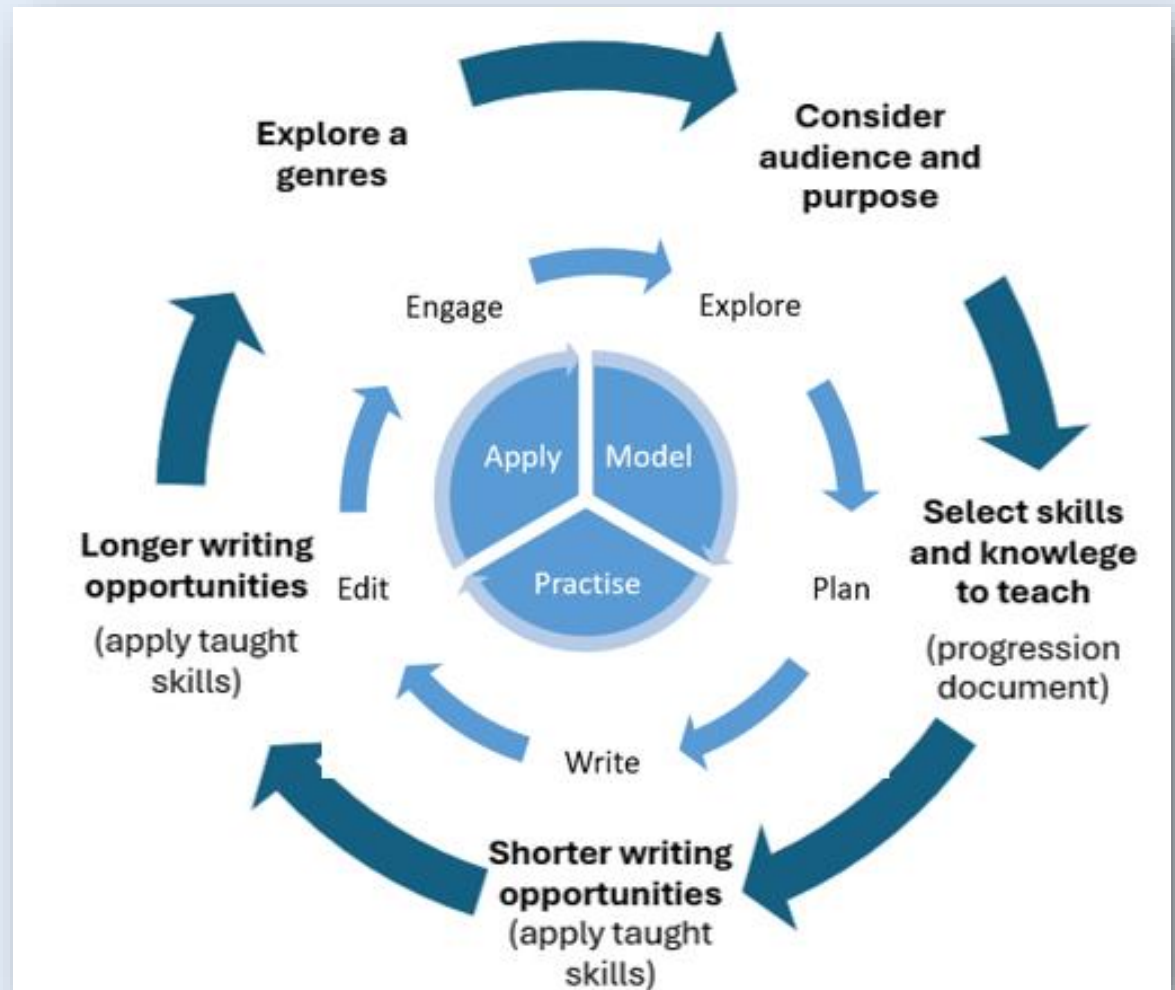 Explore a
genres
Consider
audience and
purpose
Engage
Explore
Apply
Model
Practise
Select skills
and knowlege
to teach
(progression
document)
Longer writing
opportunities
(apply taught
skills)
Edit
Plan
Write
Shorter writing
opportunities
(apply taught
skills)